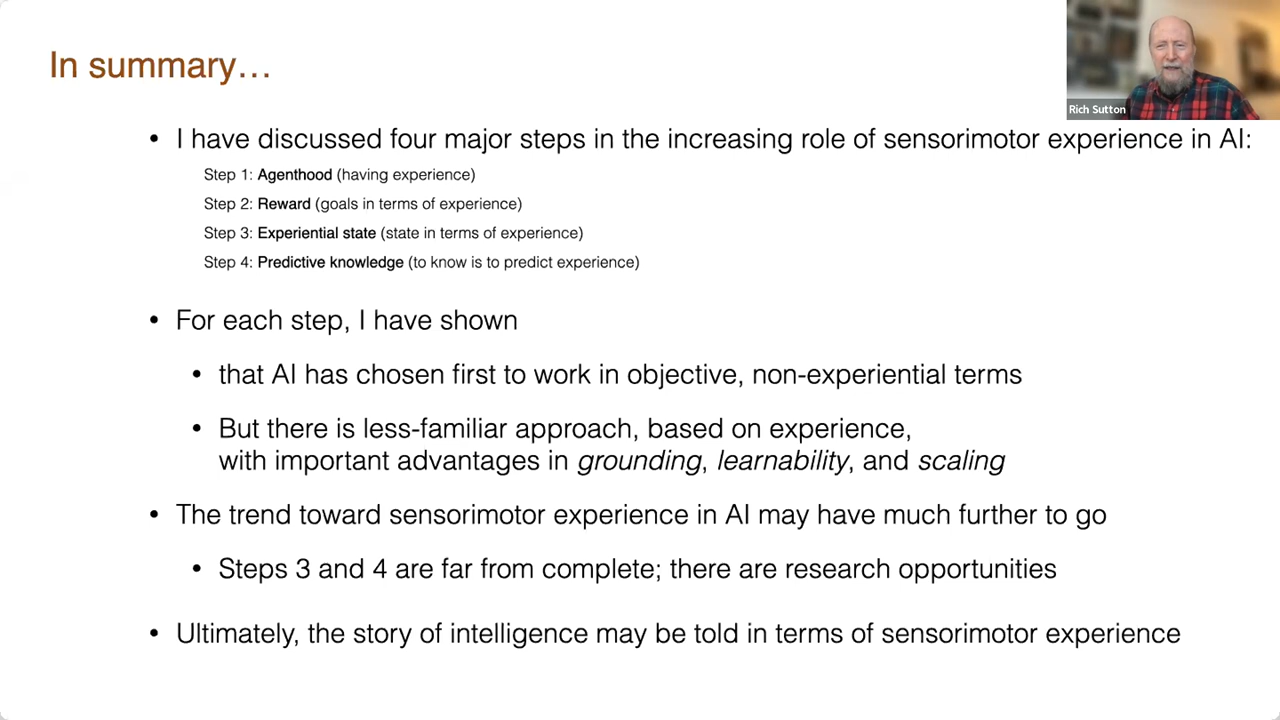 In summary…
Rich Sutton
• I have discussed four major steps in the increasing role of sensorimotor experience in AI:
Step 1: Agenthood (having experience)
Step 2: Reward (goals in terms of experience)
Step 3: Experiential state (state in terms of experience)
Step 4: Predictive knowledge (to know is to predict experience)
• For each step, I have shown
• that AI has chosen first to work in objective, non-experiential terms
• But there is less-familiar approach, based on experience,
with important advantages in grounding, learnability, and scaling
• The trend toward sensorimotor experience in AI may have much further to go
• Steps 3 and 4 are far from complete; there are research opportunities
• Ultimately, the story of intelligence may be told in terms of sensorimotor experience